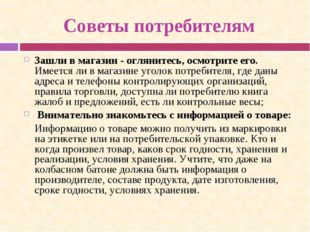 Советы потребителям
Зашли в магазин - оглянитесь, осмотрите его.
Имеется ли в магазине уголок потребителя, где даны
адреса и телефоны контролирующих организаций,
правила торговли, доступна ли потребителю книга
жалоб и предложений, есть ли контрольные весы;
Внимательно знакомьтесь с информацией о товаре:
Информацию о товаре можно получить из маркировки
на этикетке или на потребительской упаковке. Кто и
когда произвел товар, каков срок годности, хранения и
реализации, условия хранения. Учтите, что даже на
колбасном батоне должна быть информация о
производителе, составе продукта, дате изготовления,
сроке годности, условиях хранения.